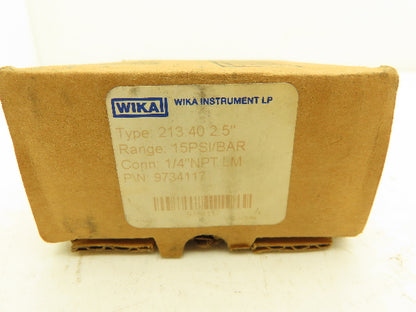 WIKA
WIKA INSTRUMENT LP
Type: 213.40 2.5"
Range: 15PSI/BAR
Conn: 1/4"NPT LM
P\N: 9734117